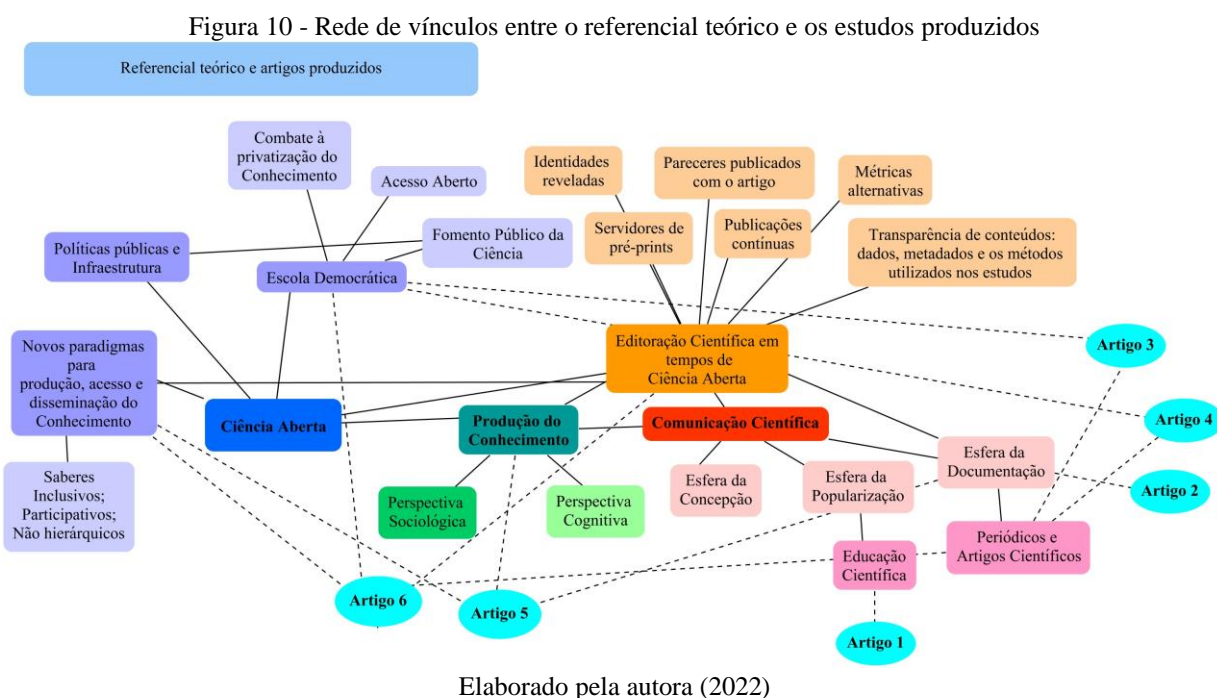 Figura 10 - Rede de vínculos entre o referencial teórico e os estudos produzidos
Referencial teórico e artigos produzidos
Combate à
privatização do
Conhecimento
Acesso Aberto
Identidades
reveladas
Pareceres publicados
com o artigo
Métricas
alternativas
Políticas públicas e
Infraestrutura
Fomento Público da
Ciência
Escola Democrática
Servidores de
pré-prints
Publicações
contínuas
Transparência de conteúdos:
dados, metadados e os métodos
utilizados nos estudos
Novos paradigmas
para
produção, acesso e
disseminação do
Conhecimento
Editoração Científica em
tempos de
Ciência Aberta
Artigo 3
Ciência Aberta
Produção do
Conhecimento
Comunicação Científica
Artigo 4
Saberes
Inclusivos;
Participativos;
Não hierárquicos
Perspectiva
Sociológica
Perspectiva
Cognitiva
Esfera da
Concepção
Esfera da
Popularização
Esfera da
Documentação
Artigo 2
Educação
Científica
Periódicos e
Artigos Científicos
Artigo 6
Artigo 5
Artigo 1
Elaborado pela autora (2022)